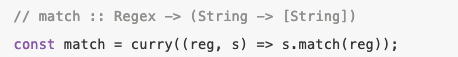 // match :: Regex -> (String -> [String])
const match = curry((reg, s) => s.match(reg));